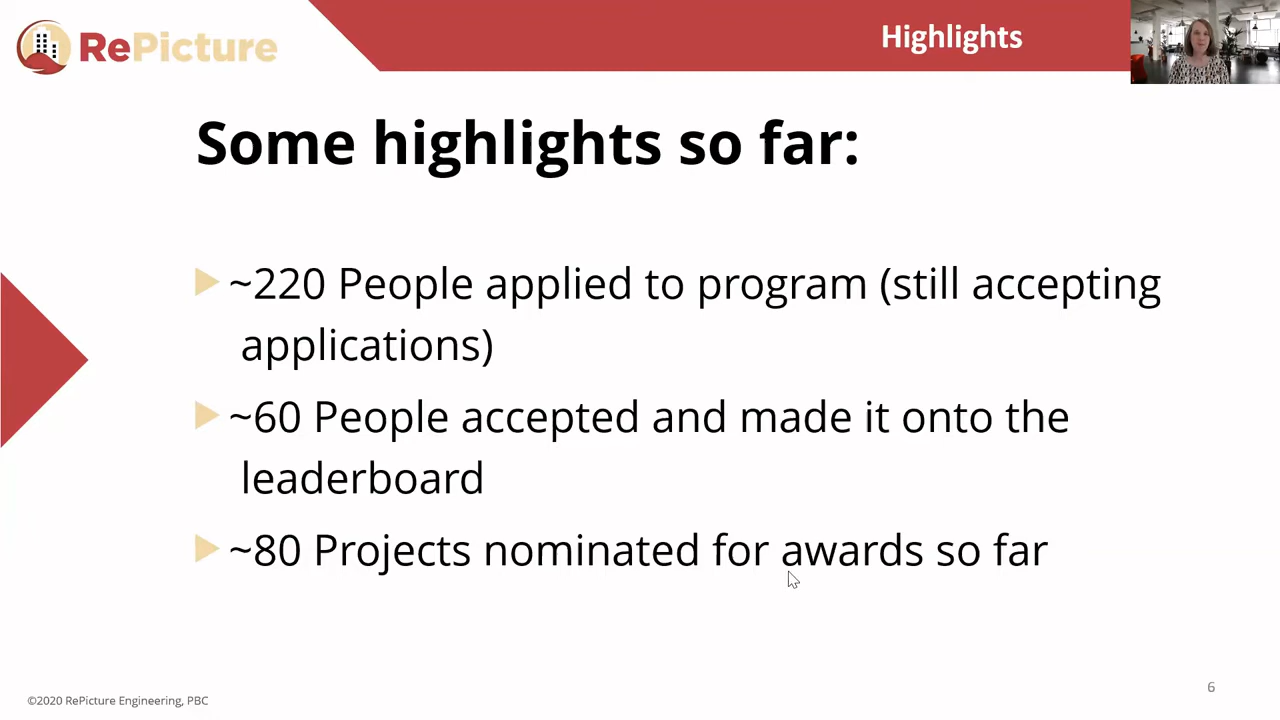 RePicture
Highlights
Some highlights so far:
~220 People applied to program (still accepting
applications)
~60 People accepted and made it onto the
leaderboard
~80 Projects nominated for awards so far
©2020 RePicture Engineering, PBC
6